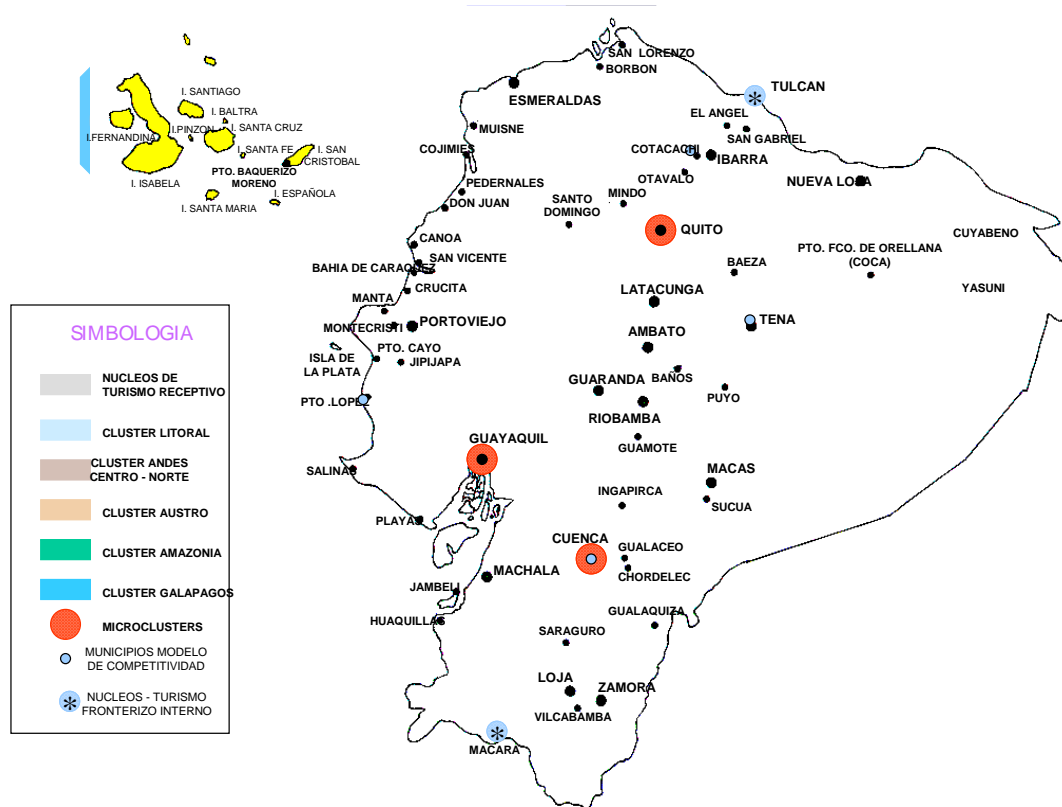 SAN LORENZO
BORBON
ESMERALDAS
TULCAN
EL ANGEL
SAN GABRIEL
MUISNE
COJIMIES
COTACACHI
IBARRA
OTAVALO
NUEVA LOJA
PEDERNALES
DON JUAN
MINDO
SANTO
DOMINGO
QUITO
CANOA
SAN VICENTE
BAHIA DE CARAQUEZ
CRUCITA
CUYABENO
PTO. FCO. DE ORELLANA
(COCA)
BAEZA
YASUNI
LATACUNGA
MANTA
MONTECRISTI
PORTOVIEJO
TENA
AMBATO
PTO. CAYO
JIPIJAPA
ISLA DE
LA PLATA
BAÑOS
GUARANDA
PUYO
PTO .LOPEZ
RIOBAMBA
GUAYAQUIL
GUAMOTE
SALINAS
MACAS
INGAPIRCA
SUCUA
PLAYAS
CUENCA
GUALACEO
CHORDELEC
MACHALA
JAMBELI
GUALAQUIZA
HUAQUILLAS
SARAGURO
LOJA
ZAMORA
VILCABAMBA
MACARA
I. SANTIAGO
I. BALTRA
I.FERNANDINA
I.PINZON
I. SANTA CRUZ
I. SANTA FE
I. SAN
CRISTOBAL
I. ISABELA
PTO. BAQUERIZO
MORENO
I. ESPAÑOLA
I. SANTA MARIA
SIMBOLOGIA
NUCLEOS DE
TURISMO RECEPTIVO
CLUSTER LITORAL
CLUSTER ANDES
CENTRO - NORTE
CLUSTER AUSTRO
CLUSTER AMAZONIA
CLUSTER GALAPAGOS
MICROCLUSTERS
MUNICIPIOS MODELO
DE COMPETITIVIDAD
NUCLEOS - TURISMO
FRONTERIZO INTERNO